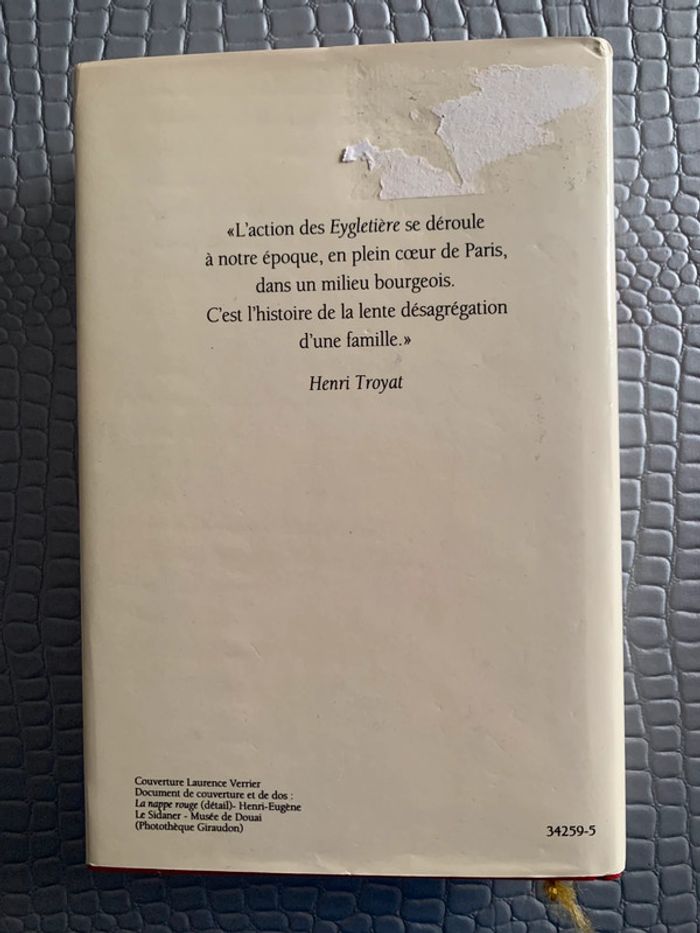 «L'action des Eygletière se déroule
à notre époque, en plein cœur de Paris,
dans un milieu bourgeois.
C'est l'histoire de la lente désagrégation
d'une famille.»
Henri Troyat
Couverture Laurence Verrier
Document de couverture et de dos :
La nappe rouge (détail)- Henri-Eugène
Le Sidaner - Musée de Douai
(Photothèque Giraudon)
34259-5